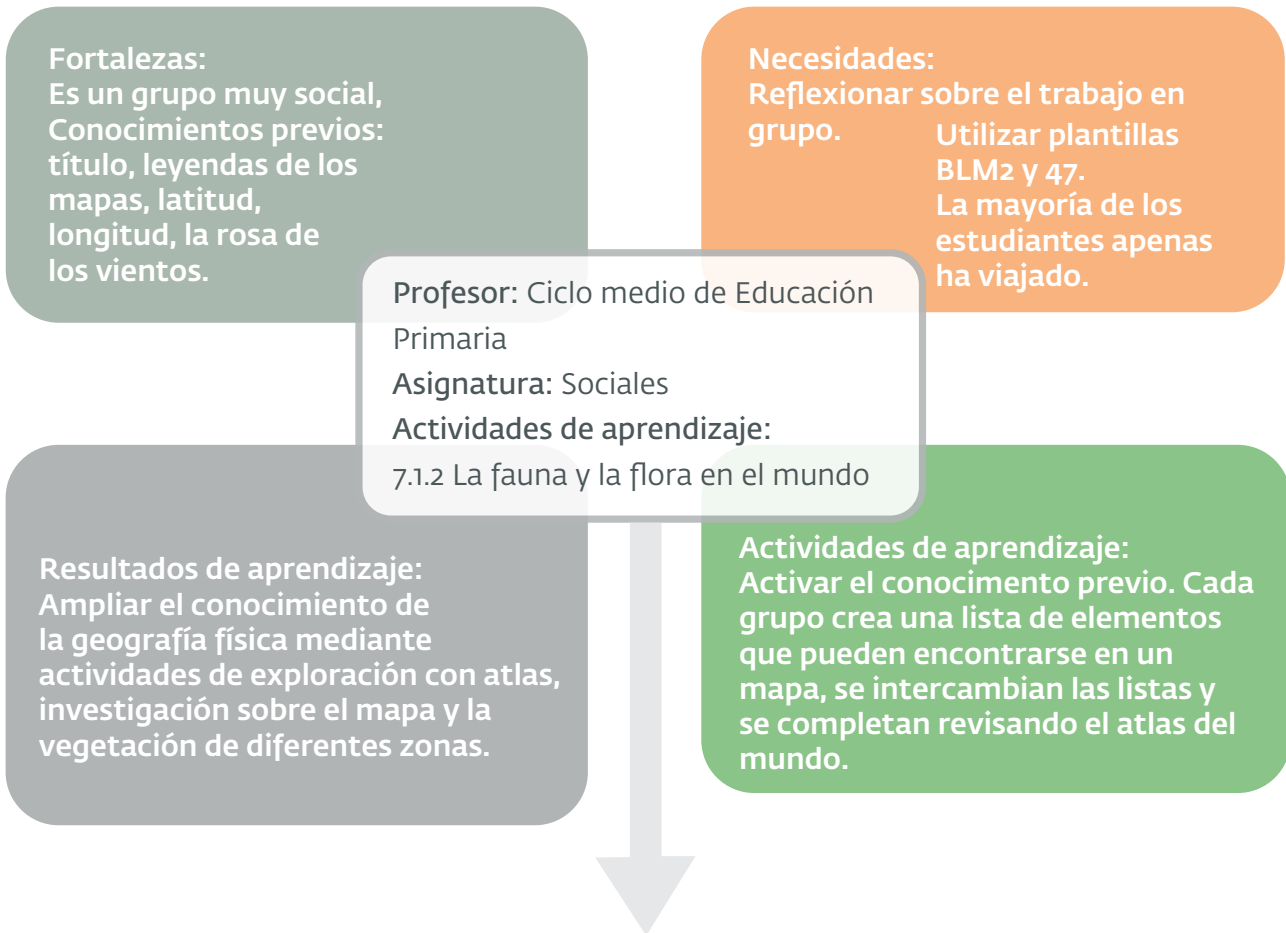 Fortalezas:
Es un grupo muy social,
Conocimientos previos:
título, leyendas de los
mapas, latitud,
longitud, la rosa de
los vientos.
Necesidades:
Reflexionar sobre el trabajo en
grupo.
Utilizar plantillas
BLM2 y 47.
La mayoría de los
estudiantes apenas
ha viajado.
Profesor: Ciclo medio de Educación
Primaria
Asignatura: Sociales
Actividades de aprendizaje:
7.1.2 La fauna y la flora en el mundo
Resultados de aprendizaje:
Ampliar el conocimiento de
la geografía física mediante
actividades de exploración con atlas,
investigación sobre el mapa y la
vegetación de diferentes zonas.
Actividades de aprendizaje:
Activar el conocimento previo. Cada
grupo crea una lista de elementos
que pueden encontrarse en un
mapa, se intercambian las listas y
se completan revisando el atlas del
mundo.